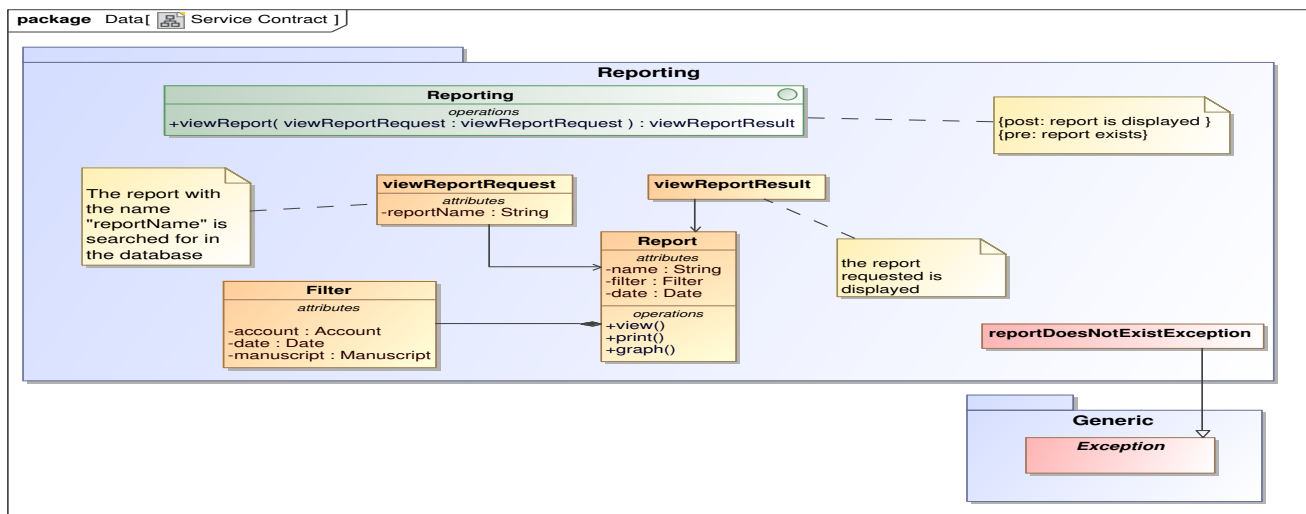 package Data[ Service Contract ]
Reporting
Reporting
operations
+viewReport( viewReportRequest : viewReportRequest ) : viewReportResult
{post: report is displayed }
{pre: report exists}
The report with
the name
"reportName" is
searched for in
the database
viewReportRequest
attributes
-reportName : String
viewReportResult
Report
attributes
-name : String
-filter : Filter
-date : Date
operations
+view()
+print()
+graph()
the report
requested is
displayed
Filter
attributes
-account : Account
-date : Date
-manuscript : Manuscript
reportDoesNotExistException
Generic
Exception